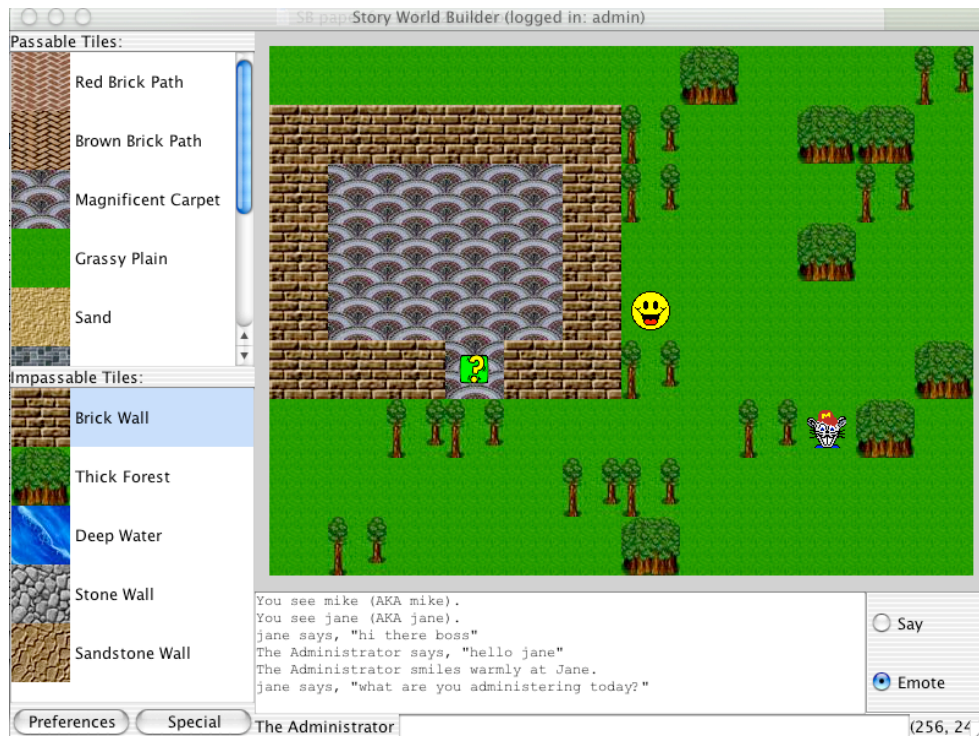 Story World Builder (logged in: admin)
Passable Tiles:
Red Brick Path
Brown Brick Path
Magnificent Carpet
Grassy Plain
Sand
Impassable Tiles:
Brick Wall
Thick Forest
Deep Water
Stone Wall
Sandstone Wall
Preferences
Special
?
M
You see mike (AKA mike).
You see jane (AKA jane).
jane says, "hi there boss"
The Administrator says, "hello jane"
The Administrator smiles warmly at Jane.
jane says, "what are you administering today?"
Say
Emote
The Administrator
(256, 24